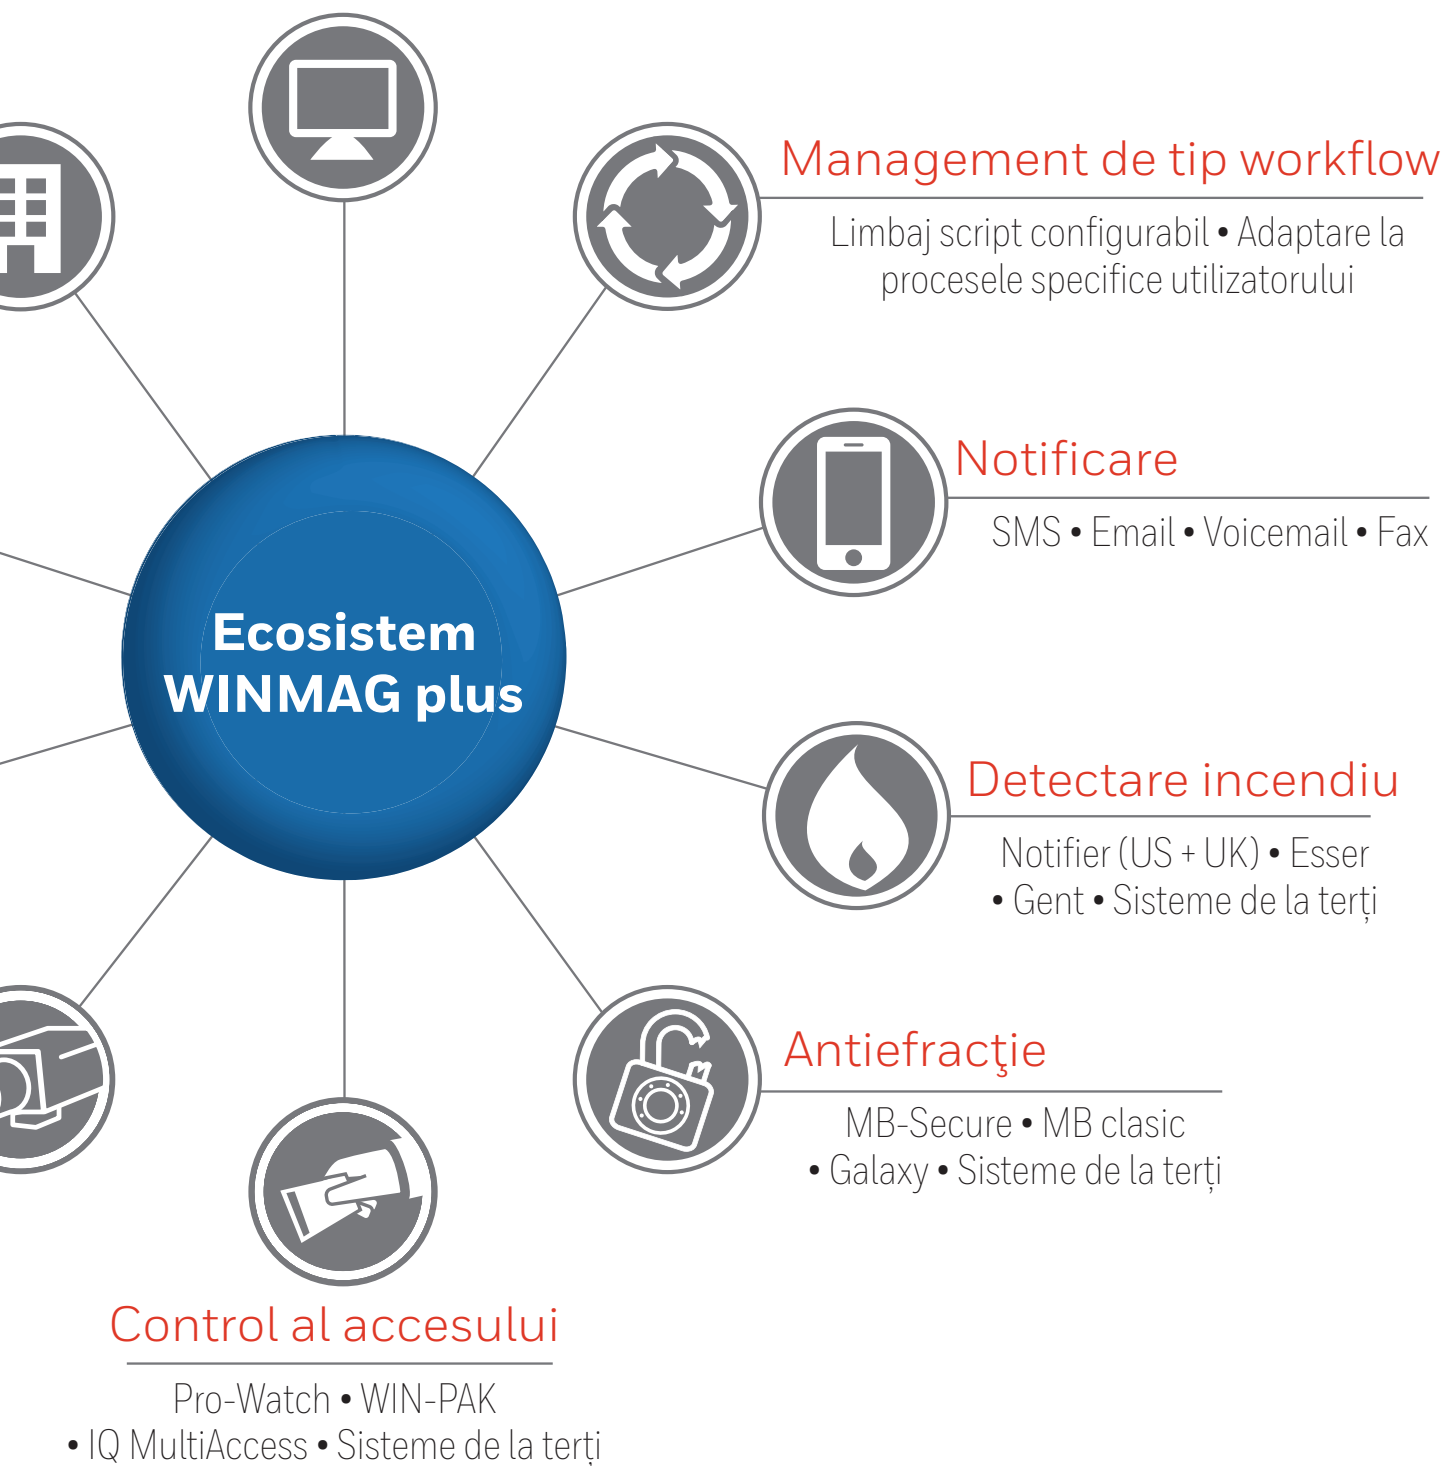 Management de tip workflow
Limbaj script configurabil • Adaptare la
procesele specifice utilizatorului
Notificare
SMS • Email • Voicemail • Fax
Ecosistem
WINMAG plus
Detectare incendiu
Notifier (US + UK) • Esser
• Gent • Sisteme de la terți
Antiefracţie
MB-Secure • MB clasic
• Galaxy • Sisteme de la terți
Control al accesului
Pro-Watch • WIN-PAK
• IQ MultiAccess • Sisteme de la terți